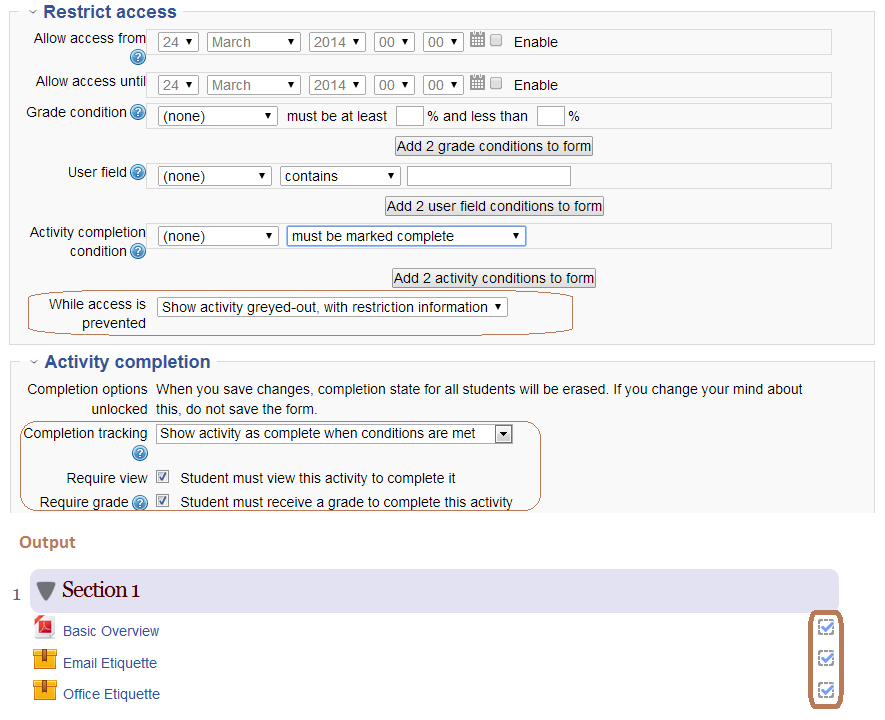 Restrict access
Allow access from 24 March 2014 00 00 Enable
Allow access until 24 March 2014 00 00 Enable
Grade condition (none) must be at least % and less than %
Add 2 grade conditions to form
User field (none) contains
Add 2 user field conditions to form
Activity completion
condition (none) must be marked complete
Add 2 activity conditions to form
While access is
prevented Show activity greyed-out, with restriction information
Activity completion
Completion options When you save changes, completion state for all students will be erased. If you change your mind about
unlocked this, do not save the form.
Completion tracking Show activity as complete when conditions are met
Require view Student must view this activity to complete it
Require grade Student must receive a grade to complete this activity
Output
1 Section 1
Basic Overview
Email Etiquette
Office Etiquette